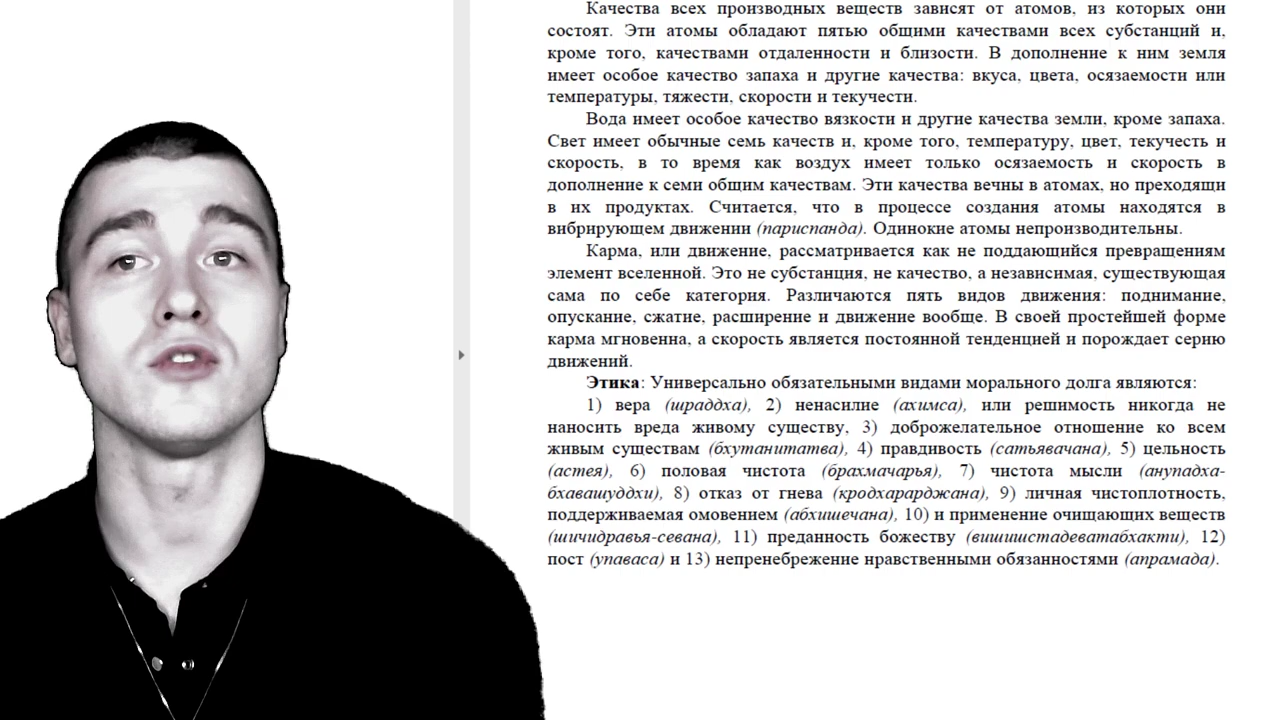 Качества всех производных веществ зависят от атомов, из которых они
состоят. Эти атомы обладают пятью общими качествами всех субстанций и,
кроме того, качествами отдаленности и близости. В дополнение к ним земля
имеет особое качество запаха и другие качества: вкуса, цвета, осязаемости или
температуры, тяжести, скорости и текучести.
Вода имеет особое качество вязкости и другие качества земли, кроме запаха.
Свет имеет обычные семь качеств и, кроме того, температуру, цвет, текучесть и
скорость, в то время как воздух имеет только осязаемость и скорость в
дополнение к семи общим качествам. Эти качества вечны в атомах, но преходящи
в их продуктах. Считается, что в процессе создания атомы находятся в
вибрирующем движении (париспанда). Одинокие атомы непроизводительны.
Карма, или движение, рассматривается как не поддающийся превращениям
элемент вселенной. Это не субстанция, не качество, а независимая, существующая
сама по себе категория. Различаются пять видов движения: поднимание,
опускание, сжатие, расширение и движение вообще. В своей простейшей форме
карма мгновенна, а скорость является постоянной тенденцией и порождает серию
движений.
Этика: Универсально обязательными видами морального долга являются:
1) вера (шраддха), 2) ненасилие (ахимса), или решимость никогда не
наносить вреда живому существу, 3) доброжелательное отношение ко всем
живым существам (бхутанитатва), 4) правдивость (сатьявачана), 5) цельность
(астея), 6) половая чистота (брахмачарья), 7) чистота мысли (анупадха-
бхавашуддхи), 8) отказ от гнева (кродхарарджана), 9) личная чистоплотность,
поддерживаемая омовением (абхишечана), 10) и применение очищающих веществ
(шичидравья-севана), 11) преданность божеству (вишишстадеватабхакти), 12)
пост (упаваса) и 13) непренебрежение нравственными обязанностями (апрамада).